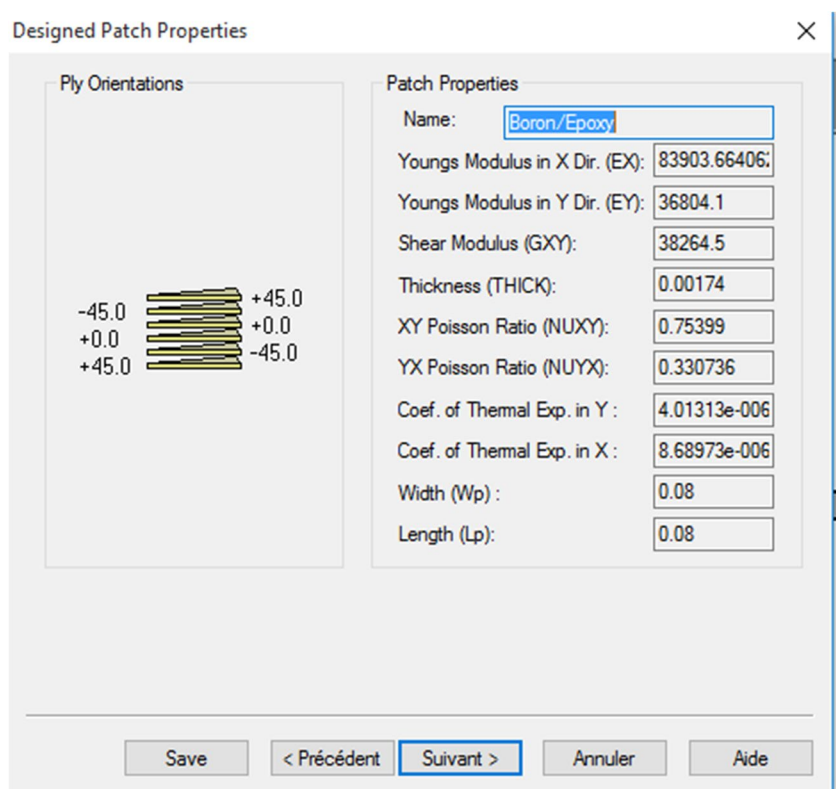 Designed Patch Properties
Ply Orientations
+45.0
-45.0
+0.0
+0.0
-45.0
+45.0
Patch Properties
Name: Boron/Epoxy
Youngs Modulus in X Dir. (EX): 83903.664062
Youngs Modulus in Y Dir. (EY): 36804.1
Shear Modulus (GXY): 38264.5
Thickness (THICK): 0.00174
XY Poisson Ratio (NUXY): 0.75399
YX Poisson Ratio (NUYX): 0.330736
Coef. of Thermal Exp. in Y : 4.01313e-006
Coef. of Thermal Exp. in X : 8.68973e-006
Width (Wp) : 0.08
Length (Lp): 0.08
Save
< Précédent
Suivant >
Annuler
Aide